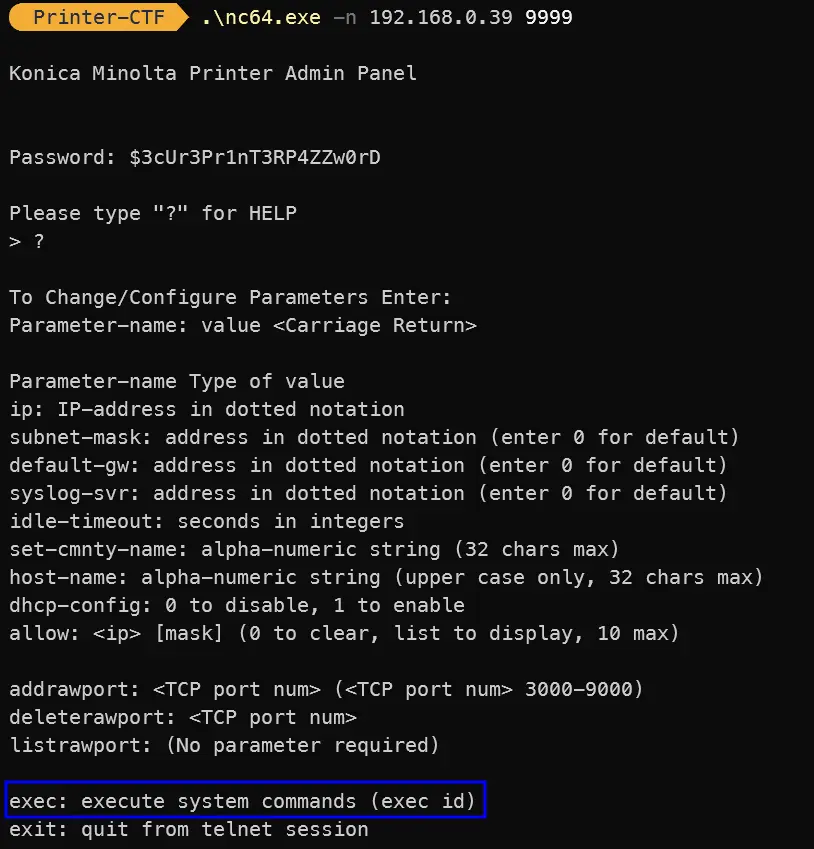 Printer-CTF .\nc64.exe -n 192.168.0.39 9999
Konica Minolta Printer Admin Panel
Password: $3cUr3Pr1nT3RP4ZZw0rD
Please type "?" for HELP
> ?
To Change/Configure Parameters Enter:
Parameter-name: value <Carriage Return>
Parameter-name Type of value
ip: IP-address in dotted notation
subnet-mask: address in dotted notation (enter 0 for default)
default-gw: address in dotted notation (enter 0 for default)
syslog-svr: address in dotted notation (enter 0 for default)
idle-timeout: seconds in integers
set-cmnty-name: alpha-numeric string (32 chars max)
host-name: alpha-numeric string (upper case only, 32 chars max)
dhcp-config: 0 to disable, 1 to enable
allow: <ip> [mask] (0 to clear, list to display, 10 max)
addrawport: <TCP port num> (<TCP port num> 3000-9000)
deleterawport: <TCP port num>
listrawport: (No parameter required)
exec: execute system commands (exec id)
exit: quit from telnet session